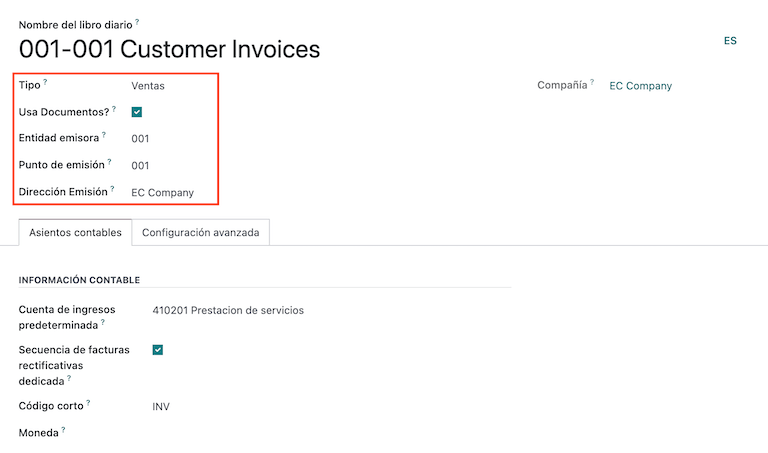 Nombre del libro diario ?
001-001 Customer Invoices
ES
Tipo ? Ventas
Compañía ? EC Company
Usa Documentos? ?
Entidad emisora ? 001
Punto de emisión ? 001
Dirección Emisión ? EC Company
Asientos contables Configuración avanzada
INFORMACIÓN CONTABLE
Cuenta de ingresos
predeterminada ? 410201 Prestacion de servicios
Secuencia de facturas
rectificativas
dedicada ?
Código corto ? INV
Moneda ?